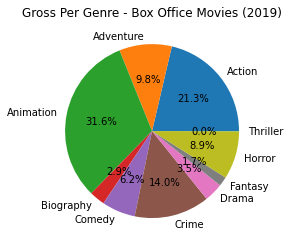 Gross Per Genre - Box Office Movies (2019)
Adventure
Action
9.8%
21.3%
Animation
31.6%
0.0%
Thriller
8.9%
Horror
1.7%
3.5%
Fantasy
Drama
2.9%
6.2%
14.0%
Biography
Comedy
Crime